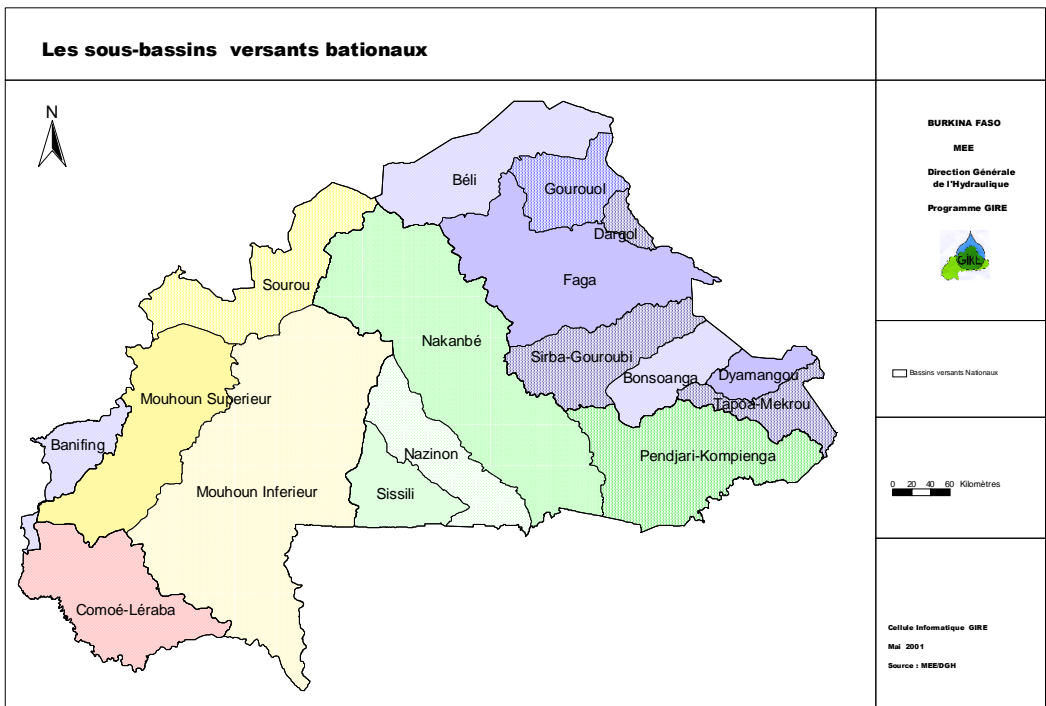 Les sous-bassins versants bationaux
N
BURKINA FASO
MEE
Direction Générale
de l'Hydraulique
Programme GIRE
GIRE
Béli
Gourouol
Dargol
Sourou
Faga
Nakanbé
Sirba-Gouroubi
Bonsoanga
Dyamangou
Tapoa-Mekrou
Mouhoun Superieur
Banifing
Nazinon
Pendjari-Kompienga
Mouhoun Inferieur
Sissili
Comoé-Léraba
Bassins versants Nationaux
0 20 40 60 Kilomètres
Cellule Informatique GIRE
Mai 2001
Source : MEE/DGH